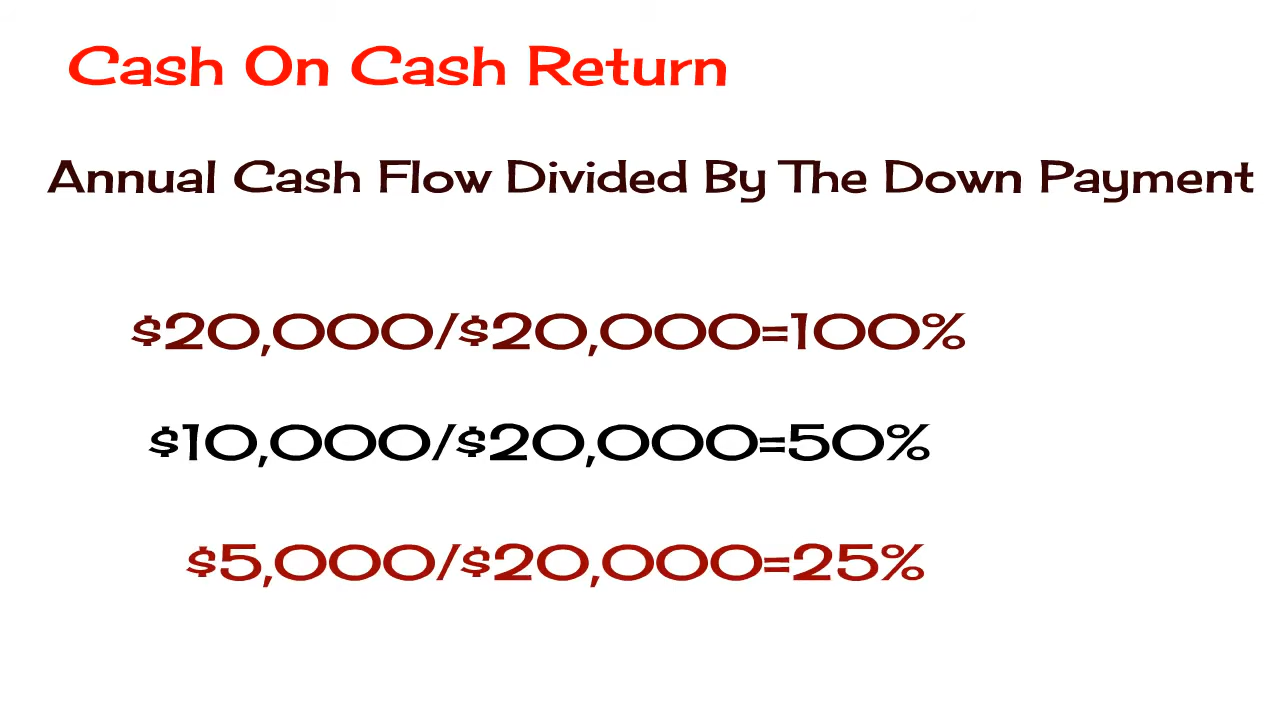 Cash On Cash Return
Annual Cash Flow Divided By The Down Payment
$20,000/$20,000=100%
$10,000/$20,000=50%
$5,000/$20,000=25%